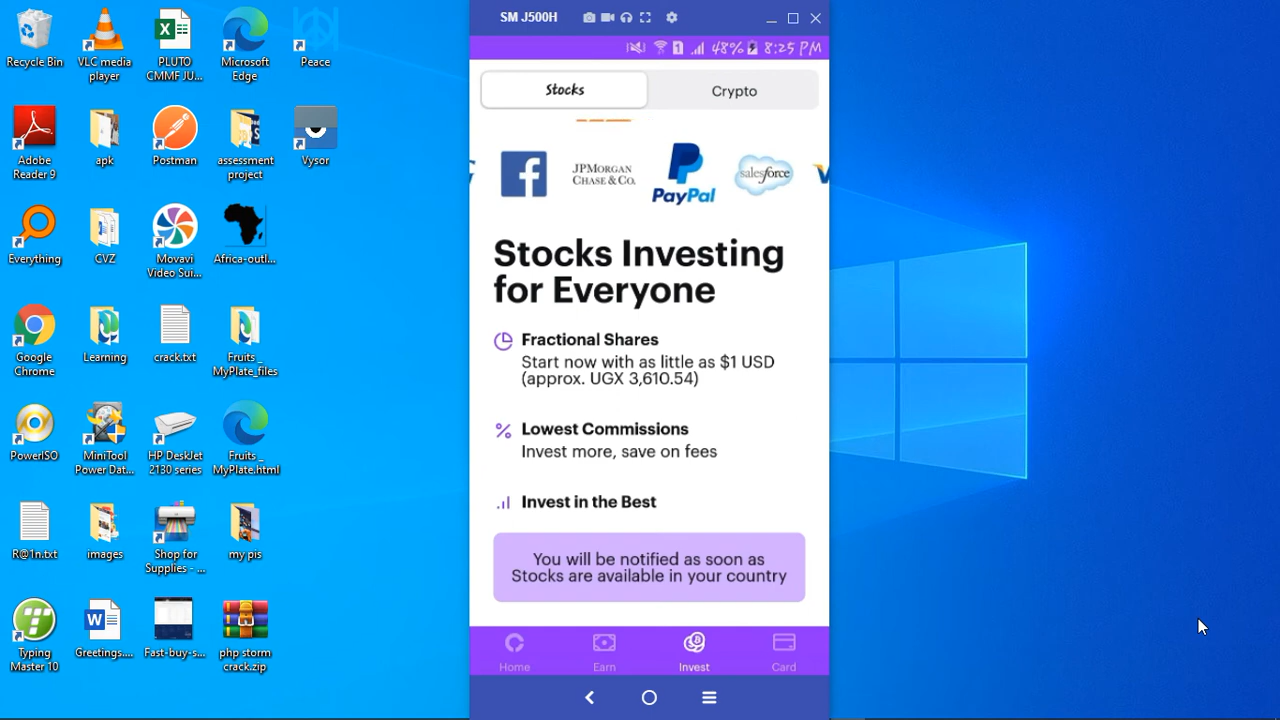 SM J500H
48% 8:25 PM
Stocks
Crypto
JPMORGAN
CHASE & CO.
PayPal
salesforce
Stocks Investing
for Everyone
Fractional Shares
Start now with as little as $1 USD
(approx. UGX 3,610.54)
Lowest Commissions
Invest more, save on fees
Invest in the Best
You will be notified as soon as
Stocks are available in your country
Home
Earn
Invest
Card
Recycle Bin
VLC media
player
PLUTO
CMMF JU...
Microsoft
Edge
Peace
Adobe
Reader 9
apk
Postman
assessment
project
Vysor
Everything
CVZ
Movavi
Video Sui...
Africa-outl...
Google
Chrome
Learning
crack.txt
Fruits _
MyPlate_files
PowerISO
MiniTool
Power Dat...
HP DeskJet
2130 series
Fruits _
MyPlate.html
R@1n.txt
images
Shop for
Supplies - ...
my pis
Typing
Master 10
Greetings....
Fast-buy-s...
php storm
crack.zip